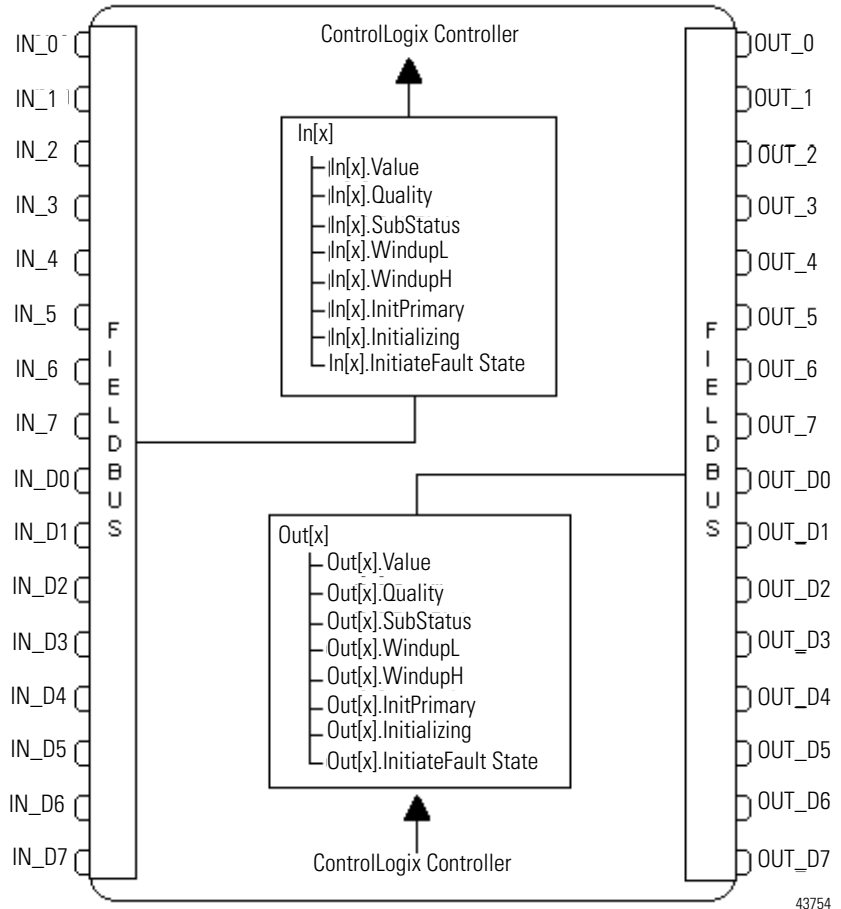 ControlLogix Controller
IN_0
IN_1
IN_2
IN_3
IN_4
IN_5
IN_6
IN_7
IN_D0
IN_D1
IN_D2
IN_D3
IN_D4
IN_D5
IN_D6
IN_D7
FIELDBUS
In[x]
In[x].Value
In[x].Quality
In[x].SubStatus
In[x].WindupL
In[x].WindupH
In[x].InitPrimary
In[x].Initializing
In[x].InitiateFault State
Out[x]
Out[x].Value
Out[x].Quality
Out[x].SubStatus
Out[x].WindupL
Out[x].WindupH
Out[x].InitPrimary
Out[x].Initializing
Out[x].InitiateFault State
ControlLogix Controller
FIELDBUS
OUT_0
OUT_1
OUT_2
OUT_3
OUT_4
OUT_5
OUT_6
OUT_7
OUT_D0
OUT_D1
OUT_D2
OUT_D3
OUT_D4
OUT_D5
OUT_D6
OUT_D7
43754